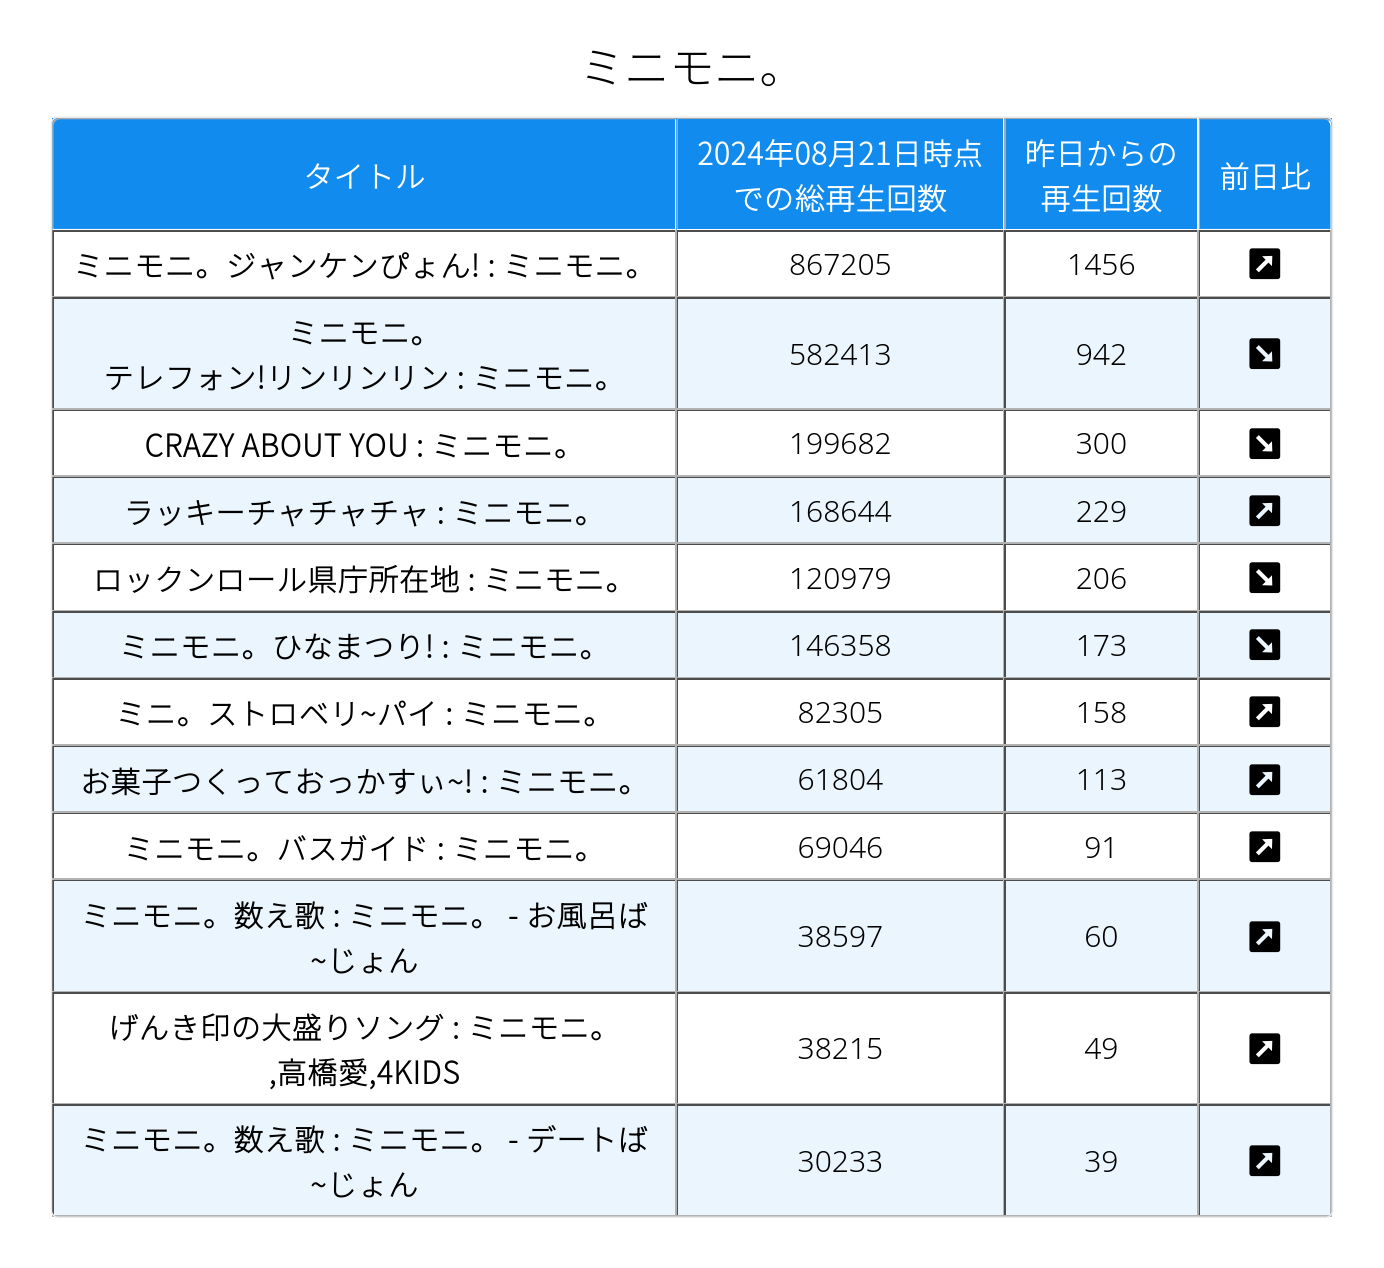 ミニモニ。
タイトル
2024年08月21日時点
での総再生回数
昨日からの
再生回数
前日比
ミニモニ。ジャンケンぴょん! : ミニモニ。
867205
1456
ミニモニ。
テレフォン!リンリンリン : ミニモニ。
582413
942
CRAZY ABOUT YOU : ミニモニ。
199682
300
ラッキーチャチャチャ : ミニモニ。
168644
229
ロックンロール県庁所在地 : ミニモニ。
120979
206
ミニモニ。ひなまつり! : ミニモニ。
146358
173
ミニ。ストロベリ~パイ : ミニモニ。
82305
158
お菓子つくっておっかすぃ~! : ミニモニ。
61804
113
ミニモニ。バスガイド : ミニモニ。
69046
91
ミニモニ。数え歌 : ミニモニ。 - お風呂ば
~じょん
38597
60
げんき印の大盛りソング : ミニモニ。
,高橋愛,4KIDS
38215
49
ミニモニ。数え歌 : ミニモニ。 - デートば
~じょん
30233
39